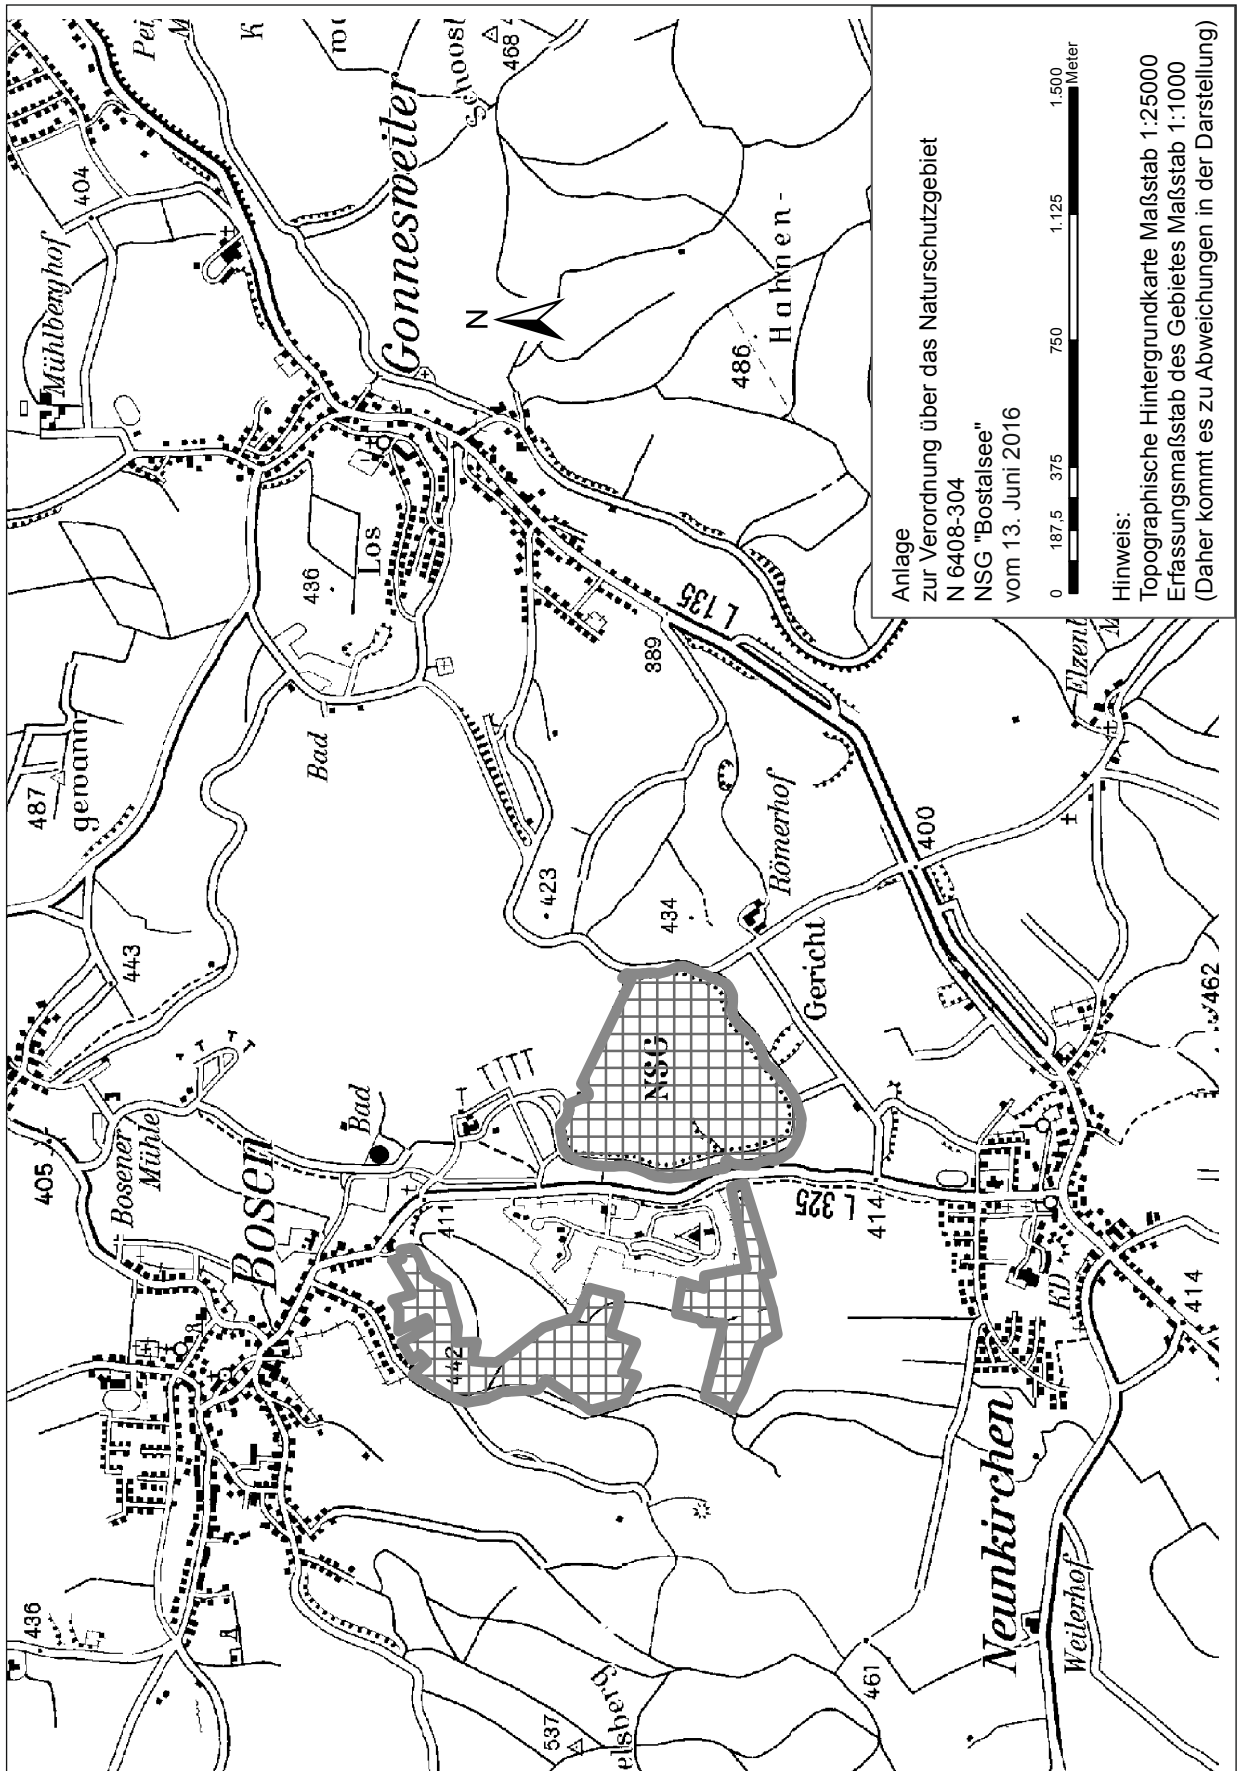 Anlage
zur Verordnung über das Naturschutzgebiet
N 6408-304
NSG "Bostalsee"
vom 13. Juni 2016
0 187,5 375 750 1.125 1.500
Meter
Hinweis:
Topographische Hintergrundkarte Maßstab 1:25000
Erfassungsmaßstab des Gebietes Maßstab 1:1000
(Daher kommt es zu Abweichungen in der Darstellung)
N
436
405
Bosener
Mühle
443
487
gewann
Mühlberghof
404
Bosen
Bad
Bad
436
Los
Gonnesweiler
468
411
442
537
elsberg
423
NSG
434
389
L 135
486
Hahnen-
Römerhof
Gericht
L 325
414
461
400
Neunkirchen
KD
Weilerhof
414
462